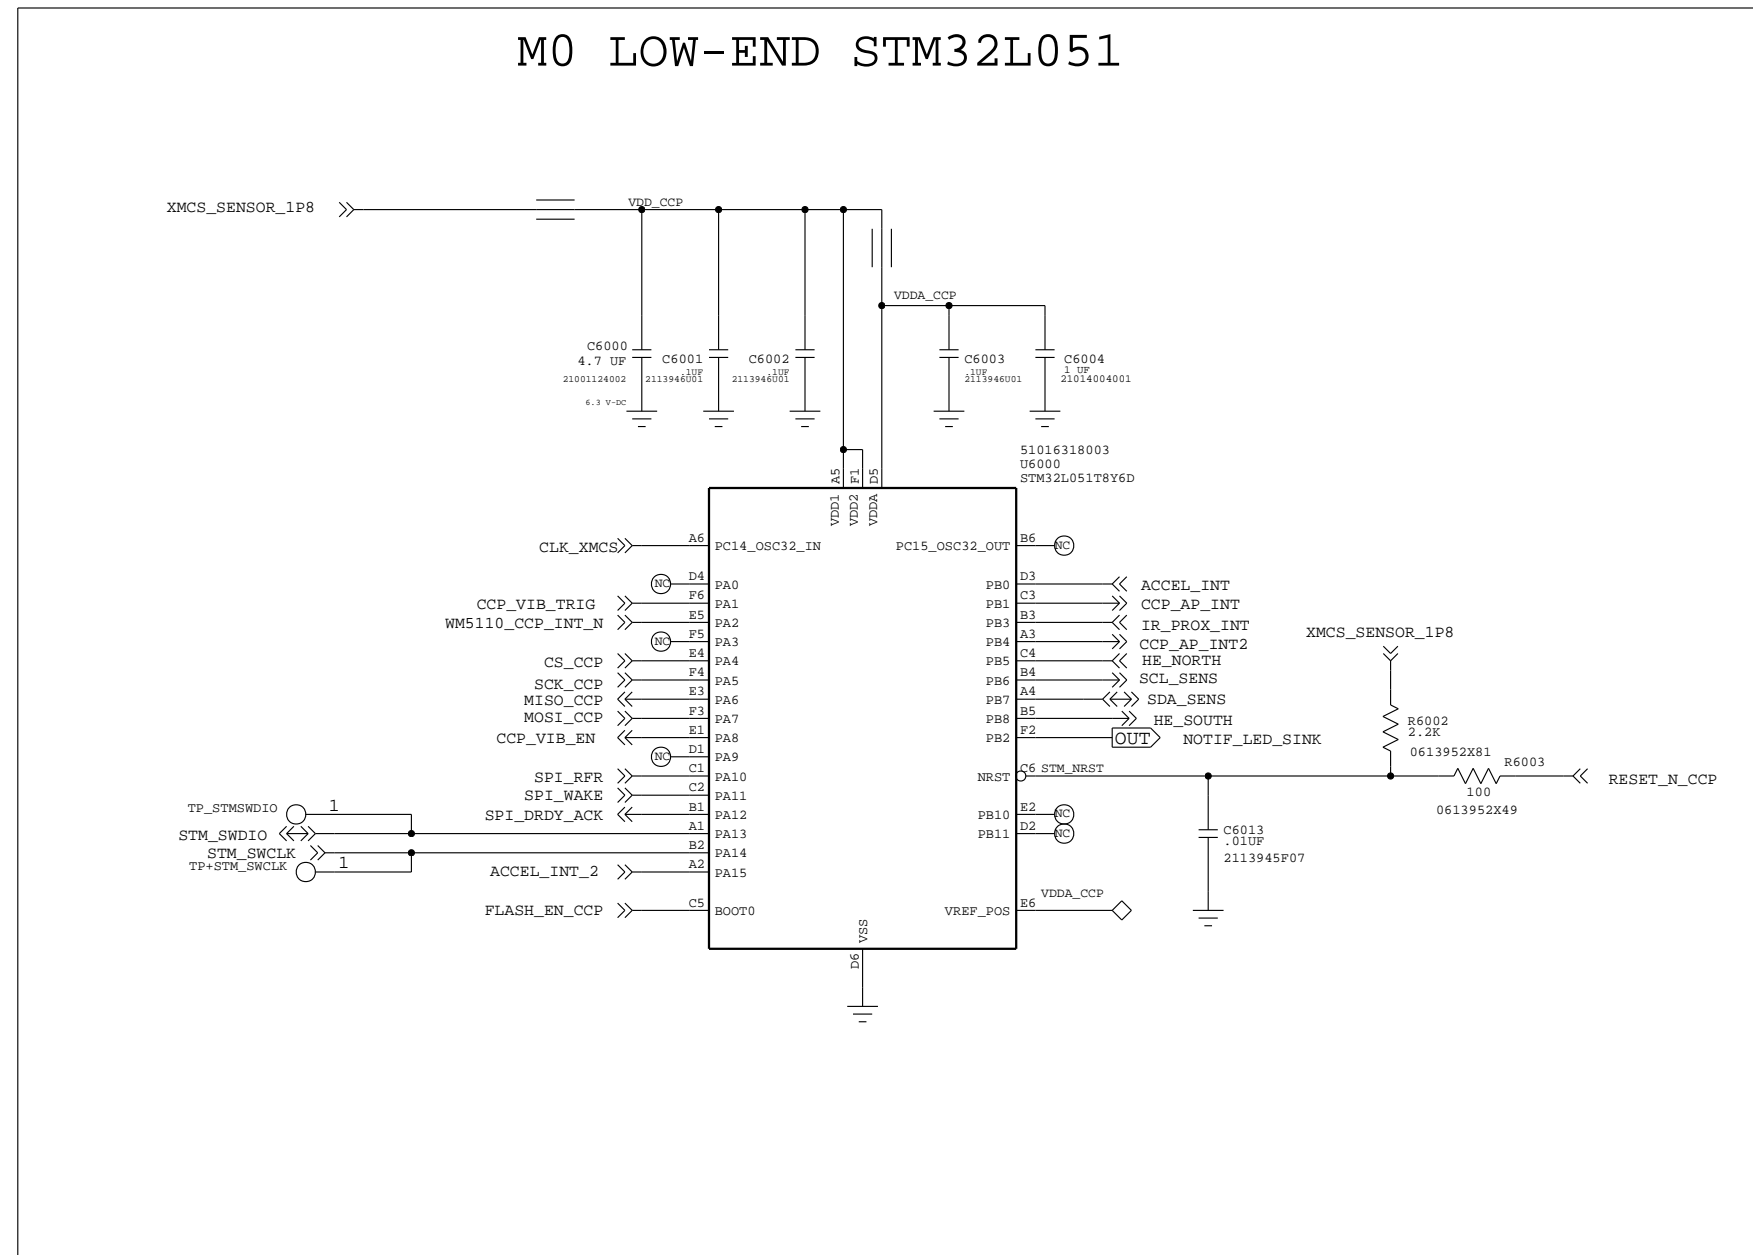 M0 LOW-END STM32L051
XMCS_SENSOR_1P8
VDD_CCP
VDDA_CCP
C6000
4.7 UF
21001124002
6.3 V-DC
C6001
.1UF
2113946U01
C6002
.1UF
2113946U01
C6003
.1UF
2113946U01
C6004
1 UF
21014004001
51016318003
U6000
STM32L051T8Y6D
A5 F1 D5
VDD1 VDD2 VDDA
CLK_XMCS A6 PC14_OSC32_IN
NC D4 PA0
CCP_VIB_TRIG F6 PA1
WM5110_CCP_INT_N E5 PA2
NC F5 PA3
CS_CCP E4 PA4
SCK_CCP F4 PA5
MISO_CCP E3 PA6
MOSI_CCP F3 PA7
CCP_VIB_EN E1 PA8
NC D1 PA9
SPI_RFR C1 PA10
SPI_WAKE C2 PA11
SPI_DRDY_ACK B1 PA12
TP_STMSWDIO 1
STM_SWDIO A1 PA13
STM_SWCLK B2 PA14
TP+STM_SWCLK 1
ACCEL_INT_2 A2 PA15
FLASH_EN_CCP C5 BOOT0
PC15_OSC32_OUT B6 NC
PB0 D3 ACCEL_INT
PB1 C3 CCP_AP_INT
PB3 B3 IR_PROX_INT
PB4 A3 CCP_AP_INT2
PB5 C4 HE_NORTH
PB6 B4 SCL_SENS
PB7 A4 SDA_SENS
PB8 B5 HE_SOUTH
PB2 F2 OUT NOTIF_LED_SINK
NRST C6 STM_NRST
PB10 E2 NC
PB11 D2 NC
VREF_POS E6 VDDA_CCP
VSS
D6
XMCS_SENSOR_1P8
R6002
2.2K
0613952X81
R6003
100
0613952X49
RESET_N_CCP
C6013
.01UF
2113945F07